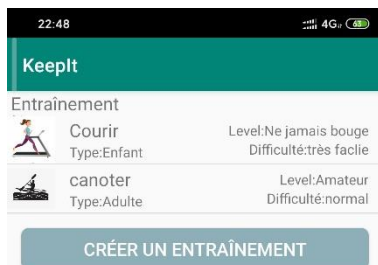 22:48 4G 63
KeepIt
Entraînement
Courir Level:Ne jamais bouge
Type:Enfant Difficulté:très faclie
canoter Level:Amateur
Type:Adulte Difficulté:normal
CRÉER UN ENTRAÎNEMENT